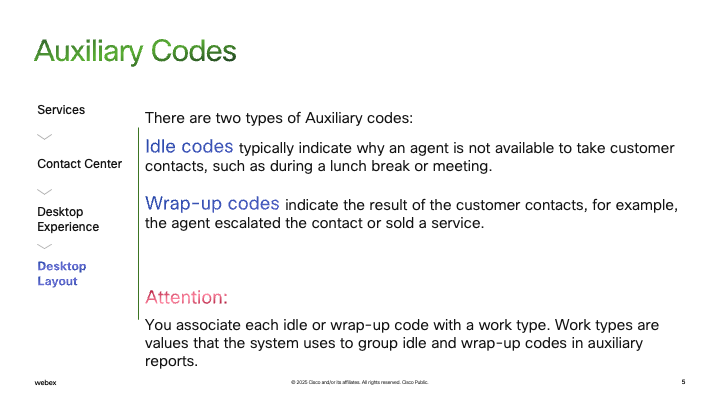 Auxiliary Codes
Services
Contact Center
Desktop
Experience
Desktop
Layout
There are two types of Auxiliary codes:
Idle codes typically indicate why an agent is not available to take customer
contacts, such as during a lunch break or meeting.
Wrap-up codes indicate the result of the customer contacts, for example,
the agent escalated the contact or sold a service.
Attention:
You associate each idle or wrap-up code with a work type. Work types are
values that the system uses to group idle and wrap-up codes in auxiliary
reports.
webex
© 2025 Cisco and/or its affiliates. All rights reserved. Cisco Public.
5